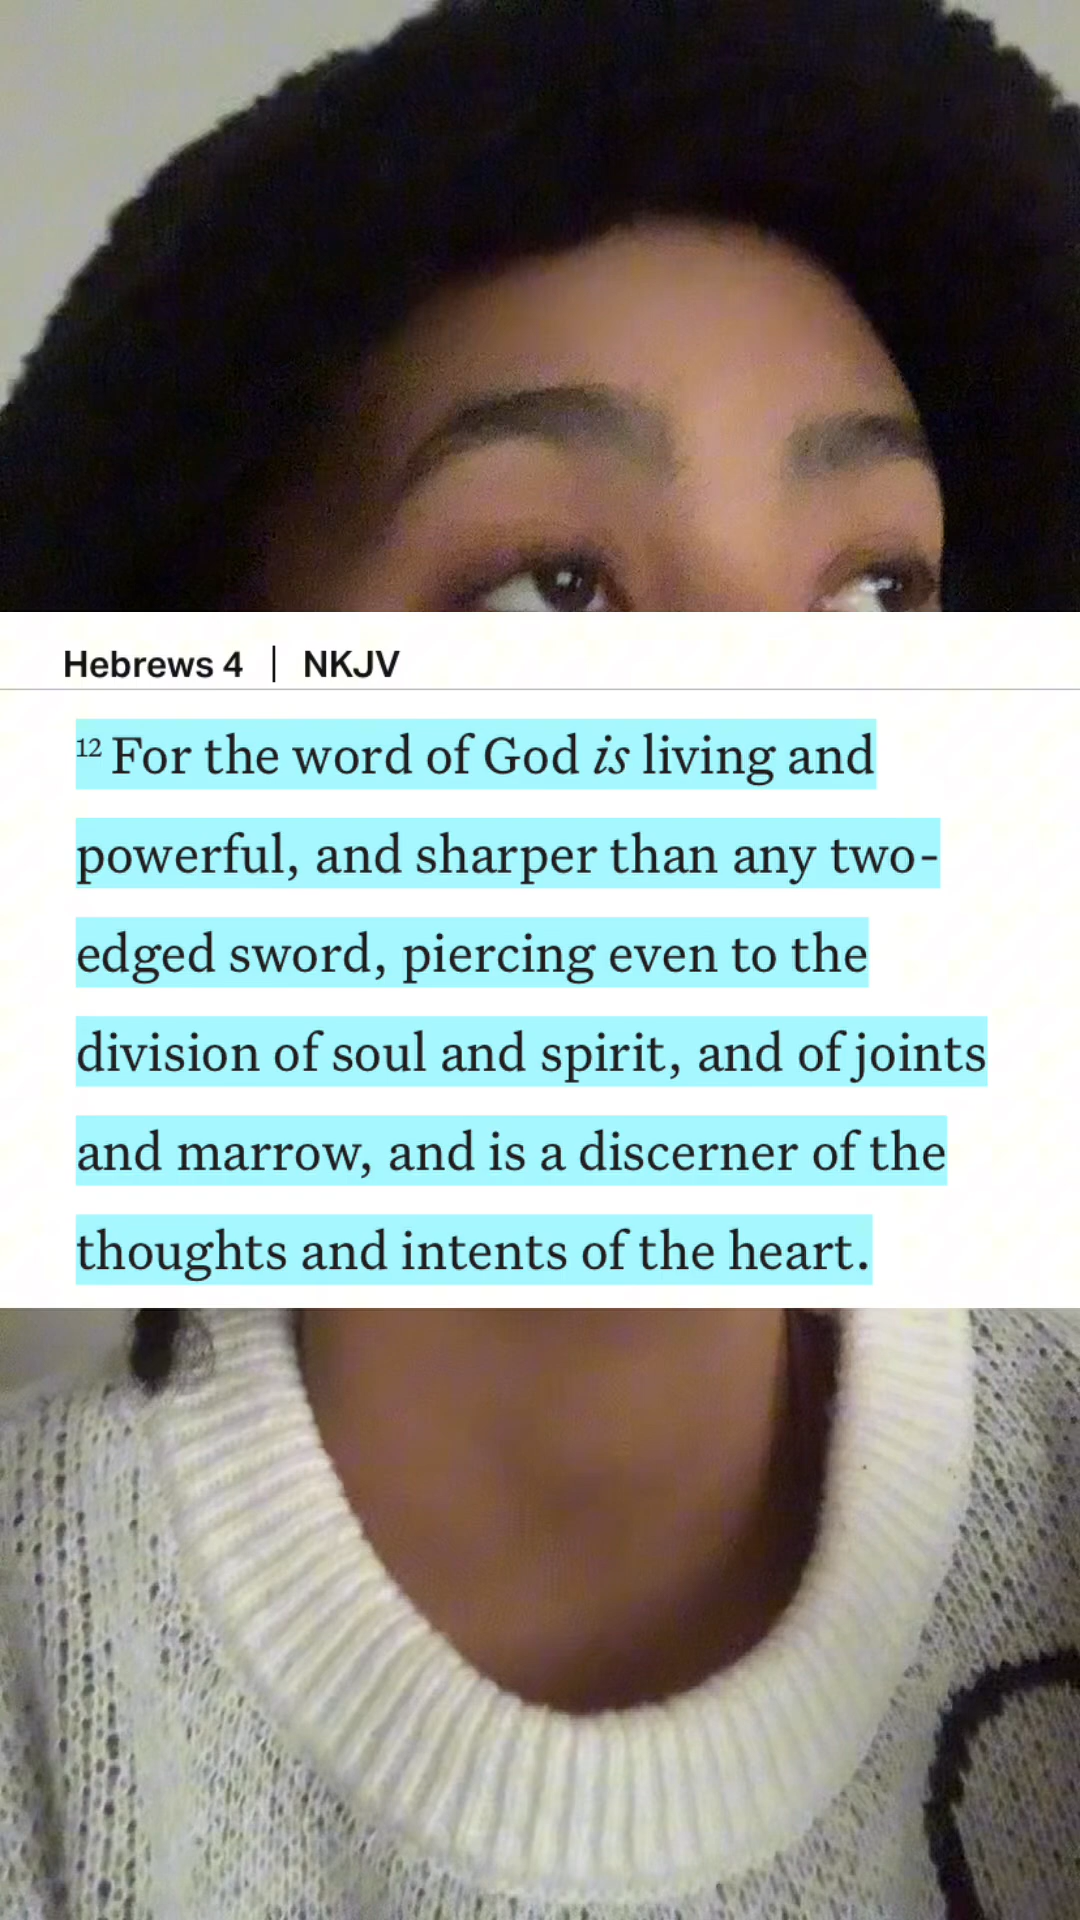 Hebrews 4 | NKJV
12 For the word of God is living and
powerful, and sharper than any two-
edged sword, piercing even to the
division of soul and spirit, and of joints
and marrow, and is a discerner of the
thoughts and intents of the heart.